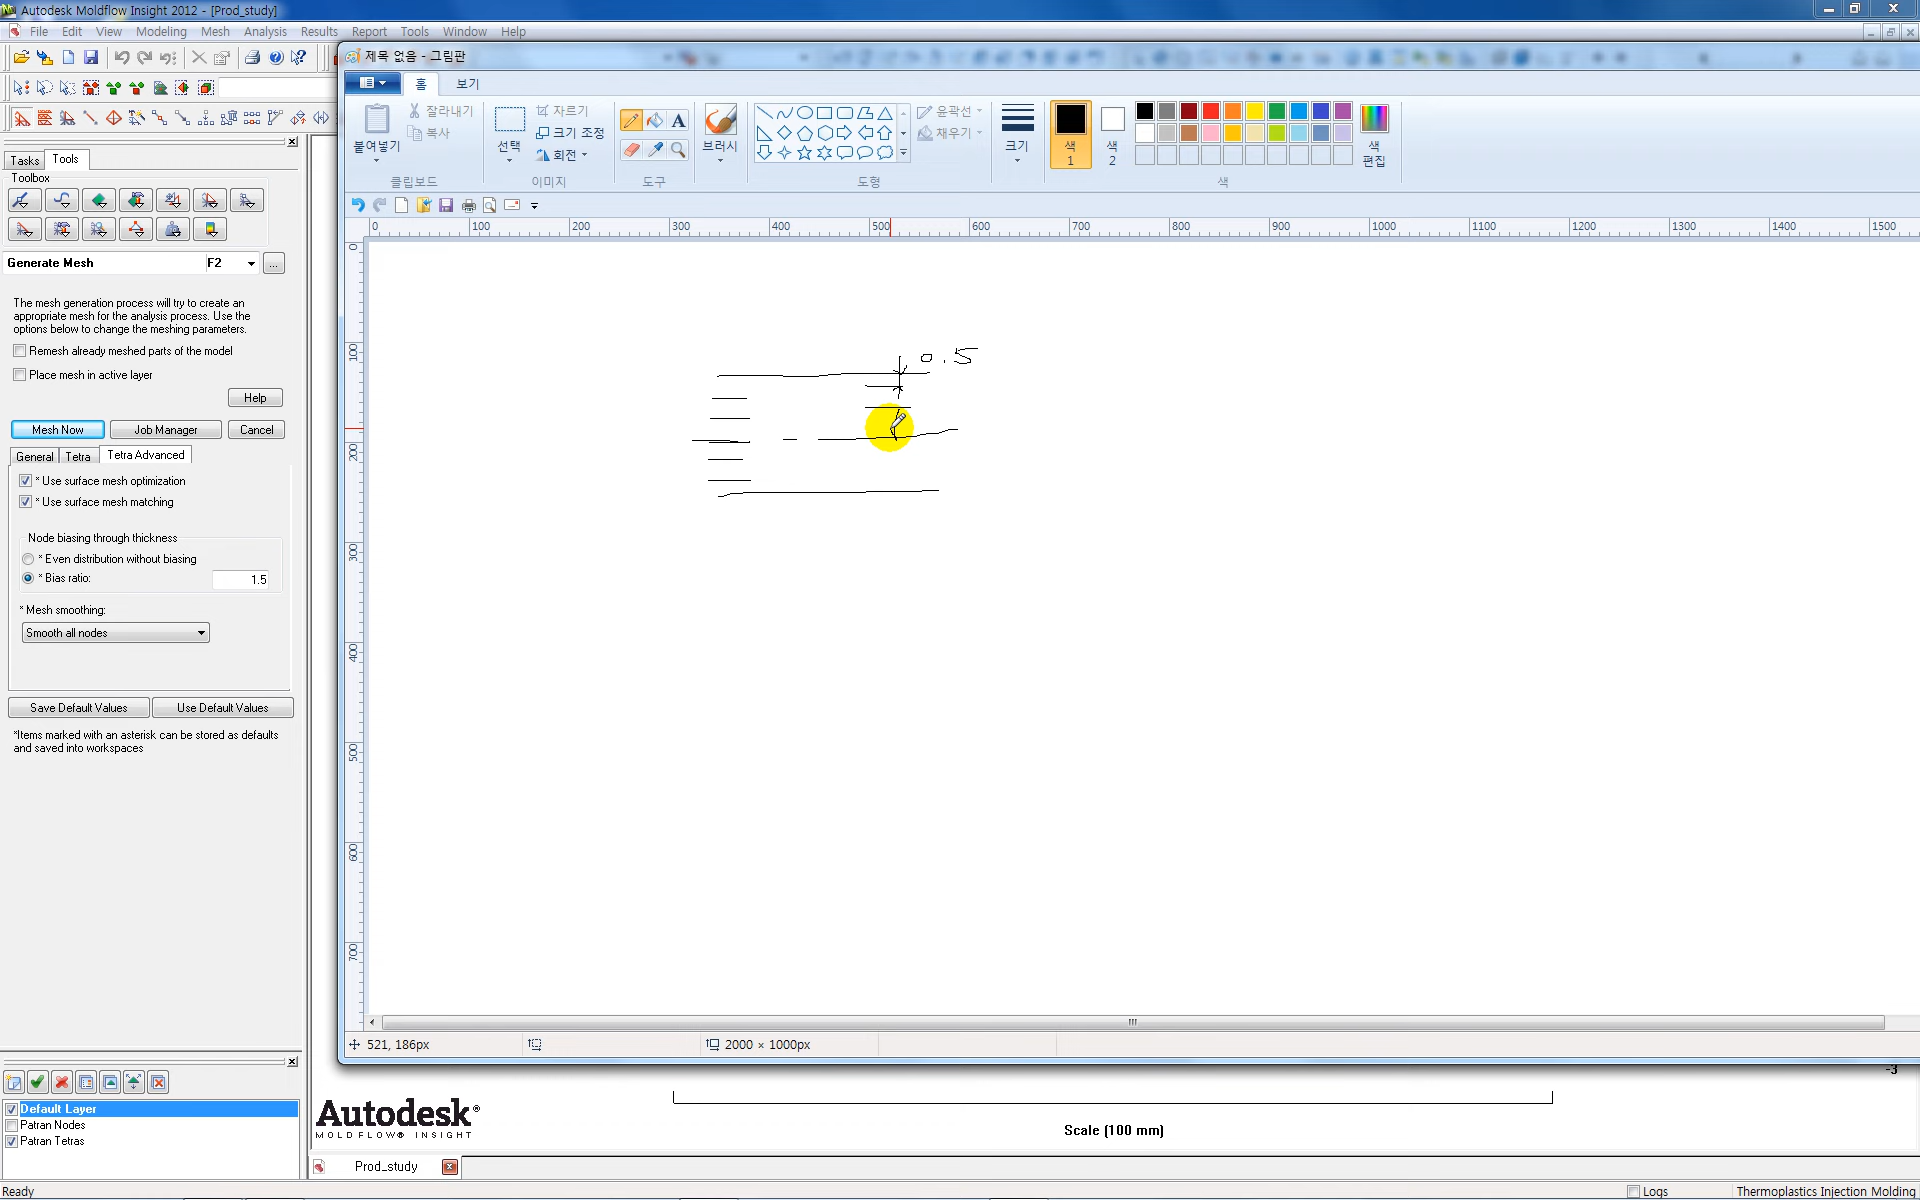 Autodesk Moldflow Insight 2012 - [Prod_study]
File Edit View Modeling Mesh Analysis Results Report Tools Window Help
제목 없음 - 그림판
홈 보기
붙여넣기
잘라내기
복사
클립보드
선택
자르기
크기 조정
회전
이미지
A
도구
브러시
윤곽선
채우기
도형
크기
색
1
색
2
색
편집
색
Tasks Tools
Toolbox
Generate Mesh F2
...
The mesh generation process will try to create an
appropriate mesh for the analysis process. Use the
options below to change the meshing parameters.
Remesh already meshed parts of the model
Place mesh in active layer
Help
Mesh Now Job Manager Cancel
General Tetra Tetra Advanced
* Use surface mesh optimization
* Use surface mesh matching
Node biasing through thickness
* Even distribution without biasing
* Bias ratio: 1.5
* Mesh smoothing:
Smooth all nodes
Save Default Values Use Default Values
*Items marked with an asterisk can be stored as defaults
and saved into workspaces
Default Layer
Patran Nodes
Patran Tetras
Ready
0 100 200 300 400 500 600 700 800 900 1000 1100 1200 1300 1400 1500
0
100
200
300
400
500
600
700
0.5
521, 186px
2000 × 1000px
-3
Autodesk®
MOLDFLOW® INSIGHT
Scale (100 mm)
Prod_study
Logs Thermoplastics Injection Molding